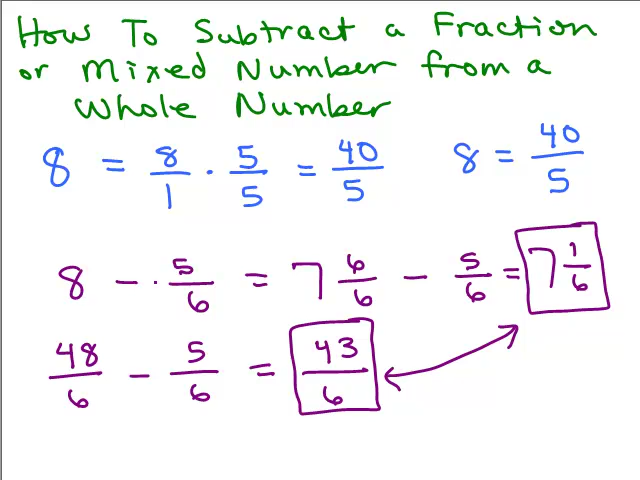 How To Subtract a Fraction
or Mixed Number from a
Whole Number
8 = 8/1 · 5/5 = 40/5 8 = 40/5
8 - · 5/6 = 7 6/6 - 5/6 = 7 1/6
48/6 - 5/6 = 43/6